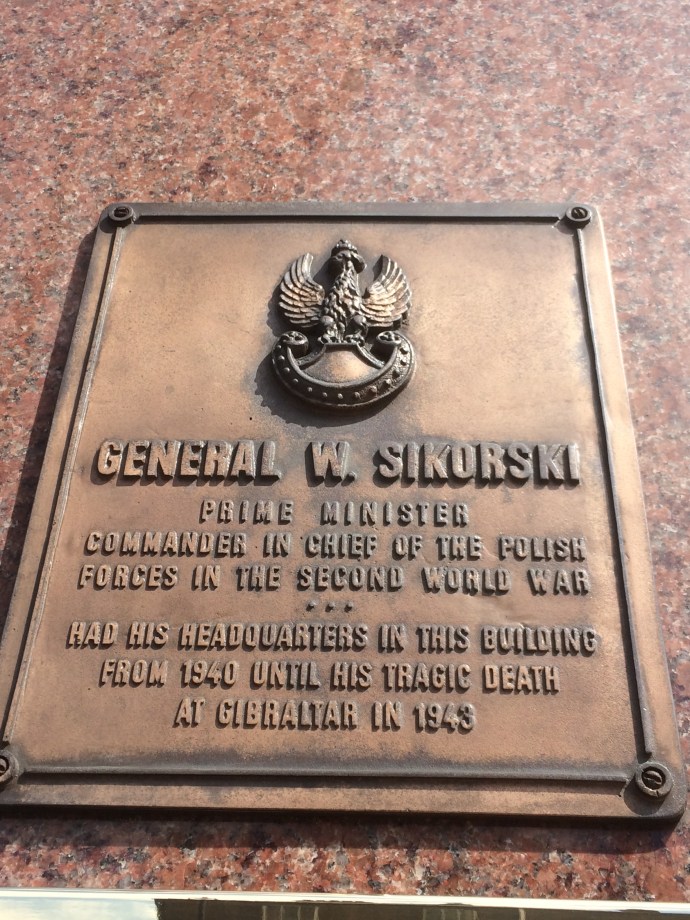 GENERAL W. SIKORSKI
PRIME MINISTER
COMMANDER IN CHIEF OF THE POLISH
FORCES IN THE SECOND WORLD WAR
• • •
HAD HIS HEADQUARTERS IN THIS BUILDING
FROM 1940 UNTIL HIS TRAGIC DEATH
AT GIBRALTAR IN 1943